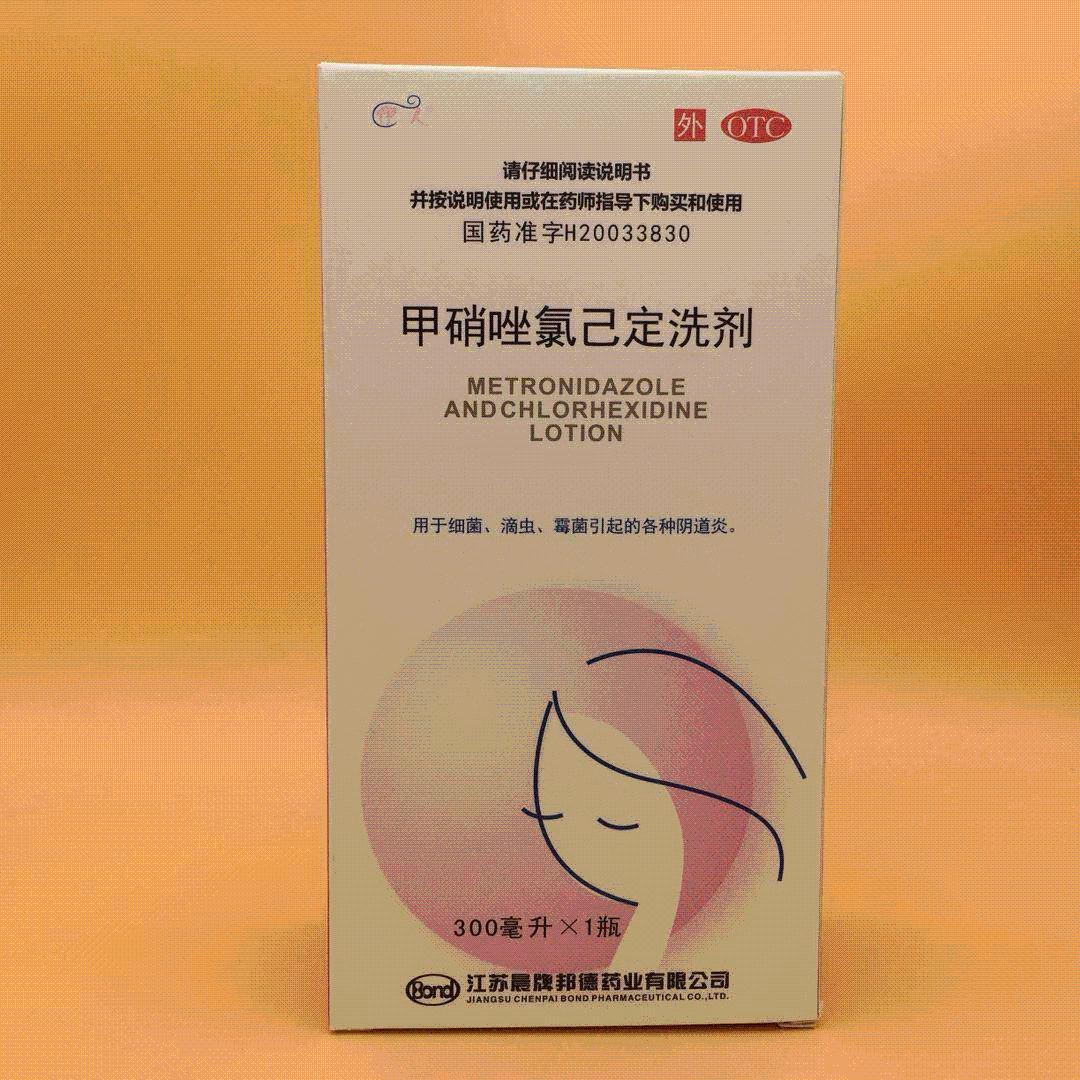 外 OTC
请仔细阅读说明书
并按说明使用或在药师指导下购买和使用
国药准字H20033830
甲硝唑氯己定洗剂
METRONIDAZOLE
AND CHLORHEXIDINE
LOTION
用于细菌、滴虫、霉菌引起的各种阴道炎。
300毫升×1瓶
Bond 江苏晨牌邦德药业有限公司
JIANGSU CHENPAI BOND PHARMACEUTICAL CO.,LTD.